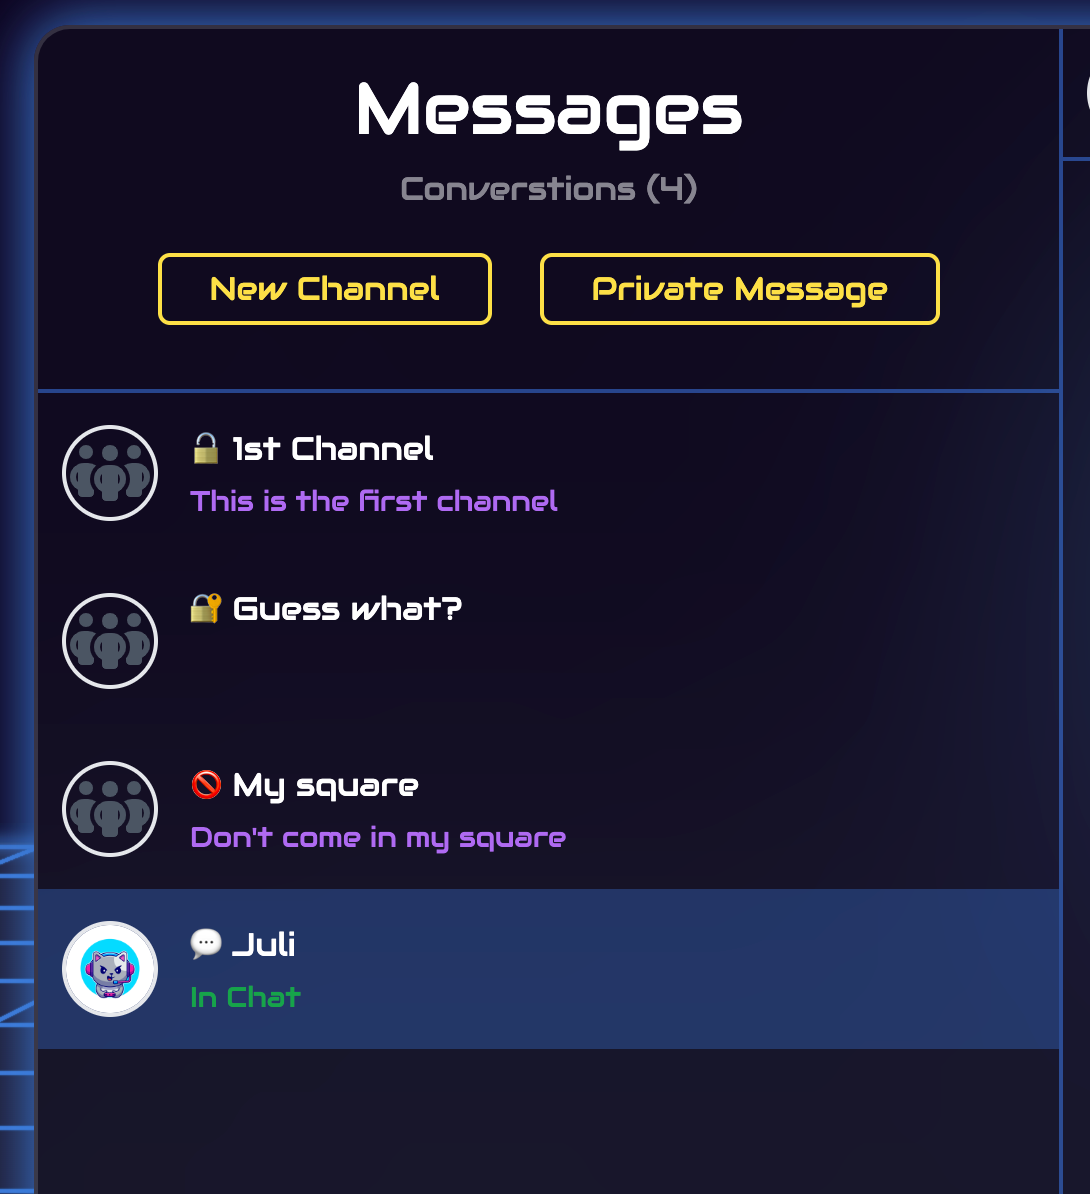 Messages
Converstions (4)
New Channel
Private Message
🔓 1st Channel
This is the first channel
🔐 Guess what?
🚫 My square
Don't come in my square
💬 Juli
In Chat